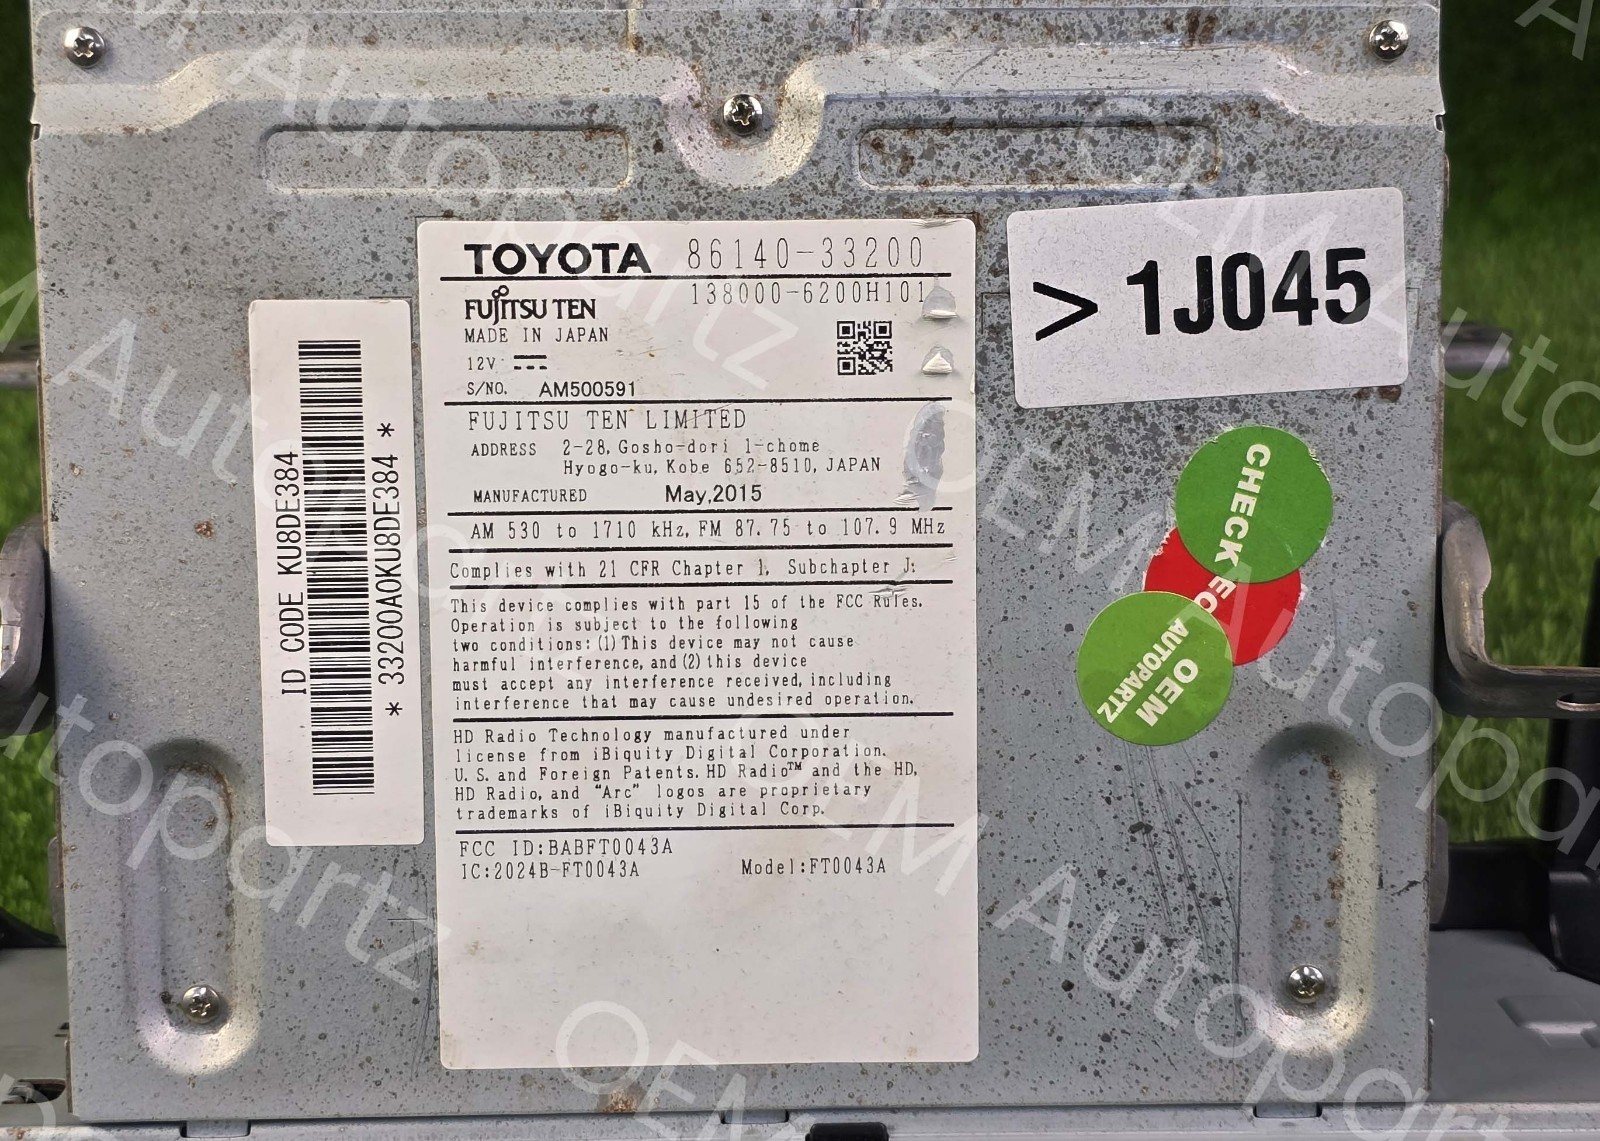 TOYOTA 86140-33200
FUJITSU TEN 138000-6200H101
MADE IN JAPAN
12V
S/NO. AM500591
FUJITSU TEN LIMITED
ADDRESS 2-28, Gosho-dori 1-chome
Hyogo-ku, Kobe 652-8510, JAPAN
MANUFACTURED May,2015
AM 530 to 1710 kHz, FM 87.75 to 107.9 MHz
Complies with 21 CFR Chapter 1, Subchapter J:
This device complies with part 15 of the FCC Rules.
Operation is subject to the following
two conditions: (1) This device may not cause
harmful interference, and (2) this device
must accept any interference received, including
interference that may cause undesired operation.
HD Radio Technology manufactured under
license from iBiquity Digital Corporation.
U.S. and Foreign Patents. HD Radio™ and the HD,
HD Radio, and “Arc” logos are proprietary
trademarks of iBiquity Digital Corp.
FCC ID:BABFT0043A
IC:2024B-FT0043A Model:FT0043A
ID CODE KU8DE384
* 33200A0KU8DE384 *
> 1J045
CHECK
OEM
AUTOPARTZ
OEM Autopartz
OEM Autopartz
OEM Autopartz
OEM Autopartz